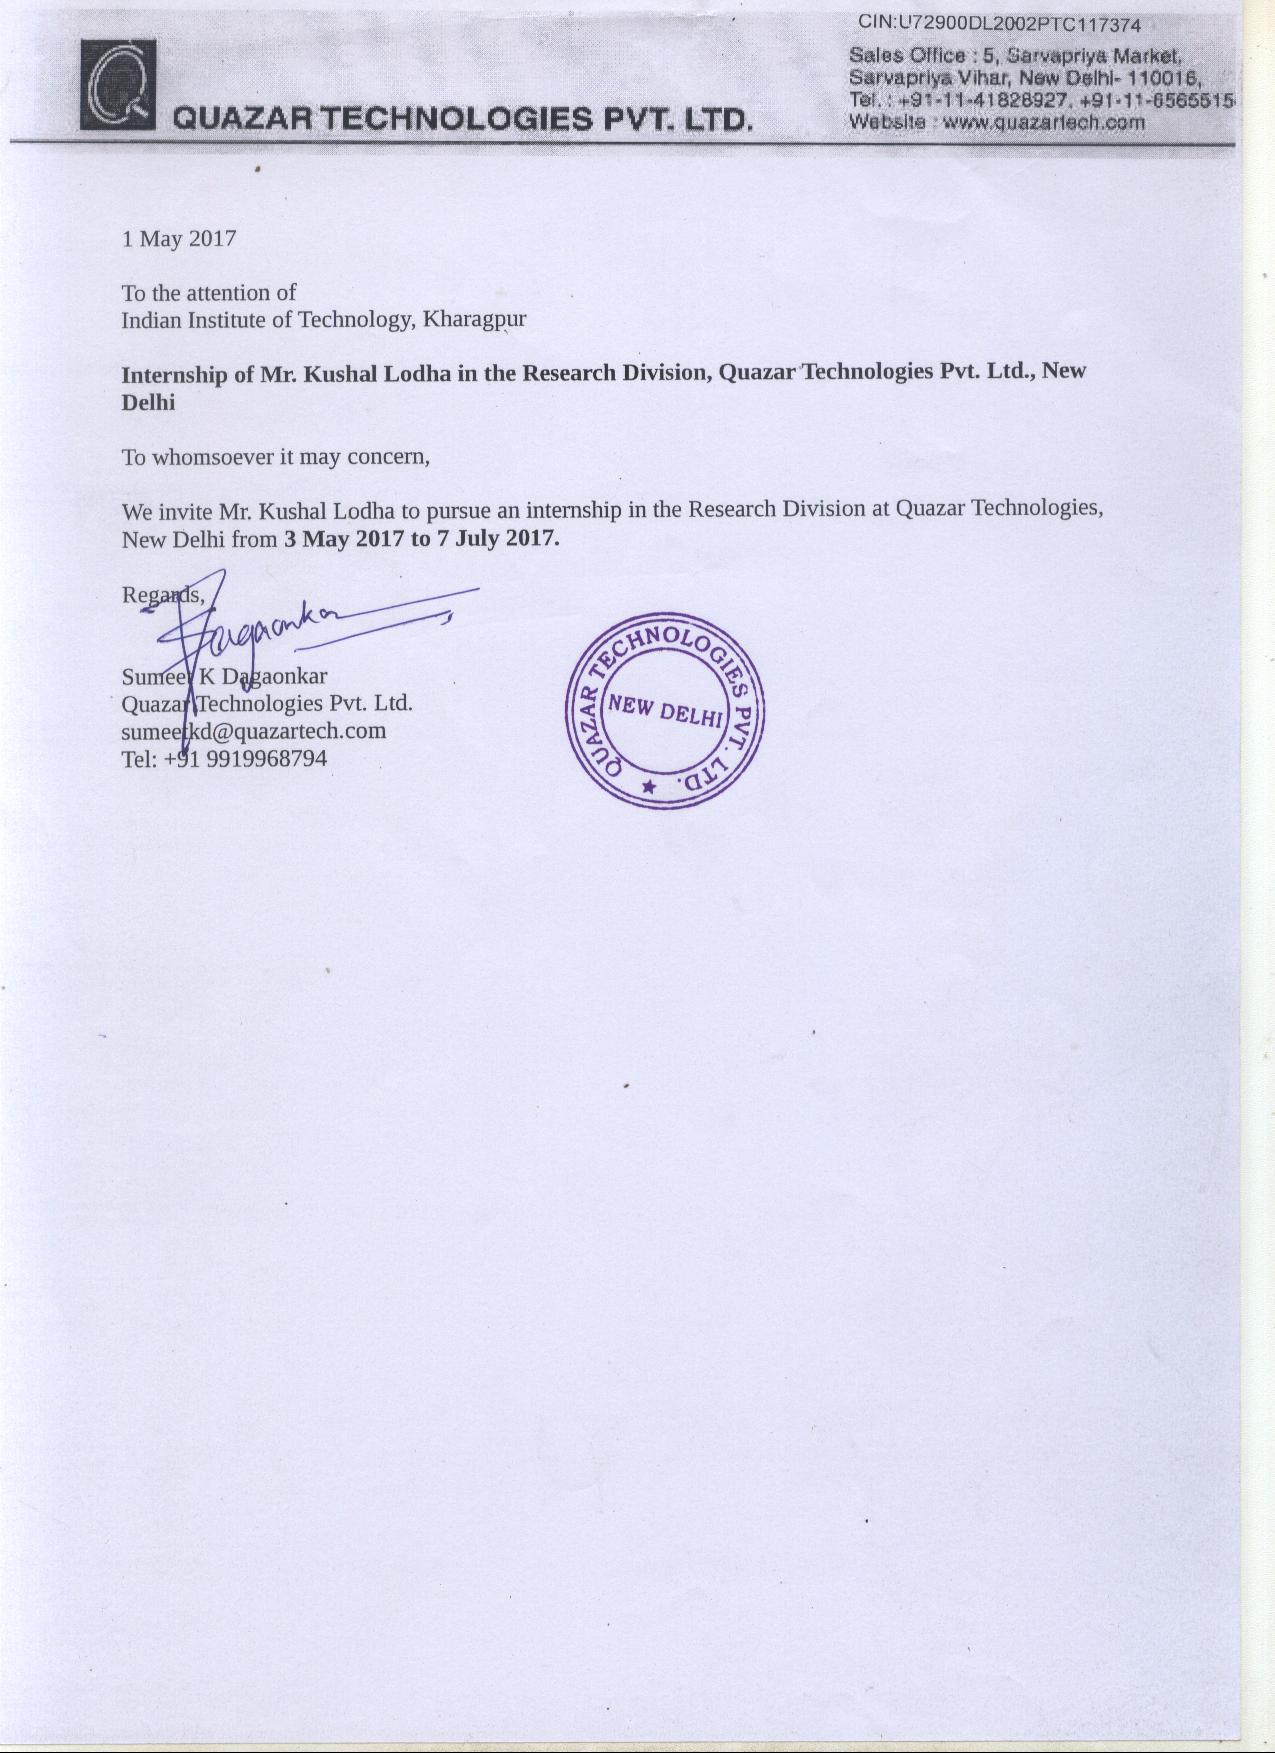 CIN:U72900DL2002PTC117374
Sales Office : 5, Sarvapriya Market,
Sarvapriya Vihar, New Delhi- 110016,
Tel. : +91-11-41828927, +91-11-6565515
Website : www.quazartech.com
Q
QUAZAR TECHNOLOGIES PVT. LTD.
1 May 2017
To the attention of
Indian Institute of Technology, Kharagpur
Internship of Mr. Kushal Lodha in the Research Division, Quazar Technologies Pvt. Ltd., New
Delhi
To whomsoever it may concern,
We invite Mr. Kushal Lodha to pursue an internship in the Research Division at Quazar Technologies,
New Delhi from 3 May 2017 to 7 July 2017.
Regards,
Dagaonkar
Sumeet K Dagaonkar
Quazar Technologies Pvt. Ltd.
sumeetkd@quazartech.com
Tel: +91 9919968794
QUAZAR TECHNOLOGIES PVT. LTD.
NEW DELHI